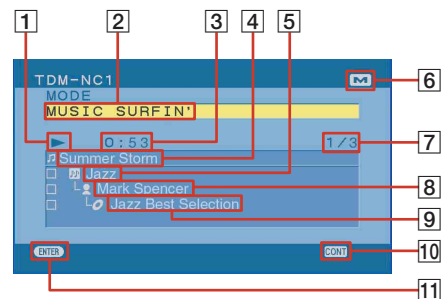 1 2 3 4 5
TDM-NC1 M 6
MODE
MUSIC SURFIN'
0:53 1/3 7
Summer Storm
Jazz
Mark Spencer 8
Jazz Best Selection 9
ENTER CONT 10
11